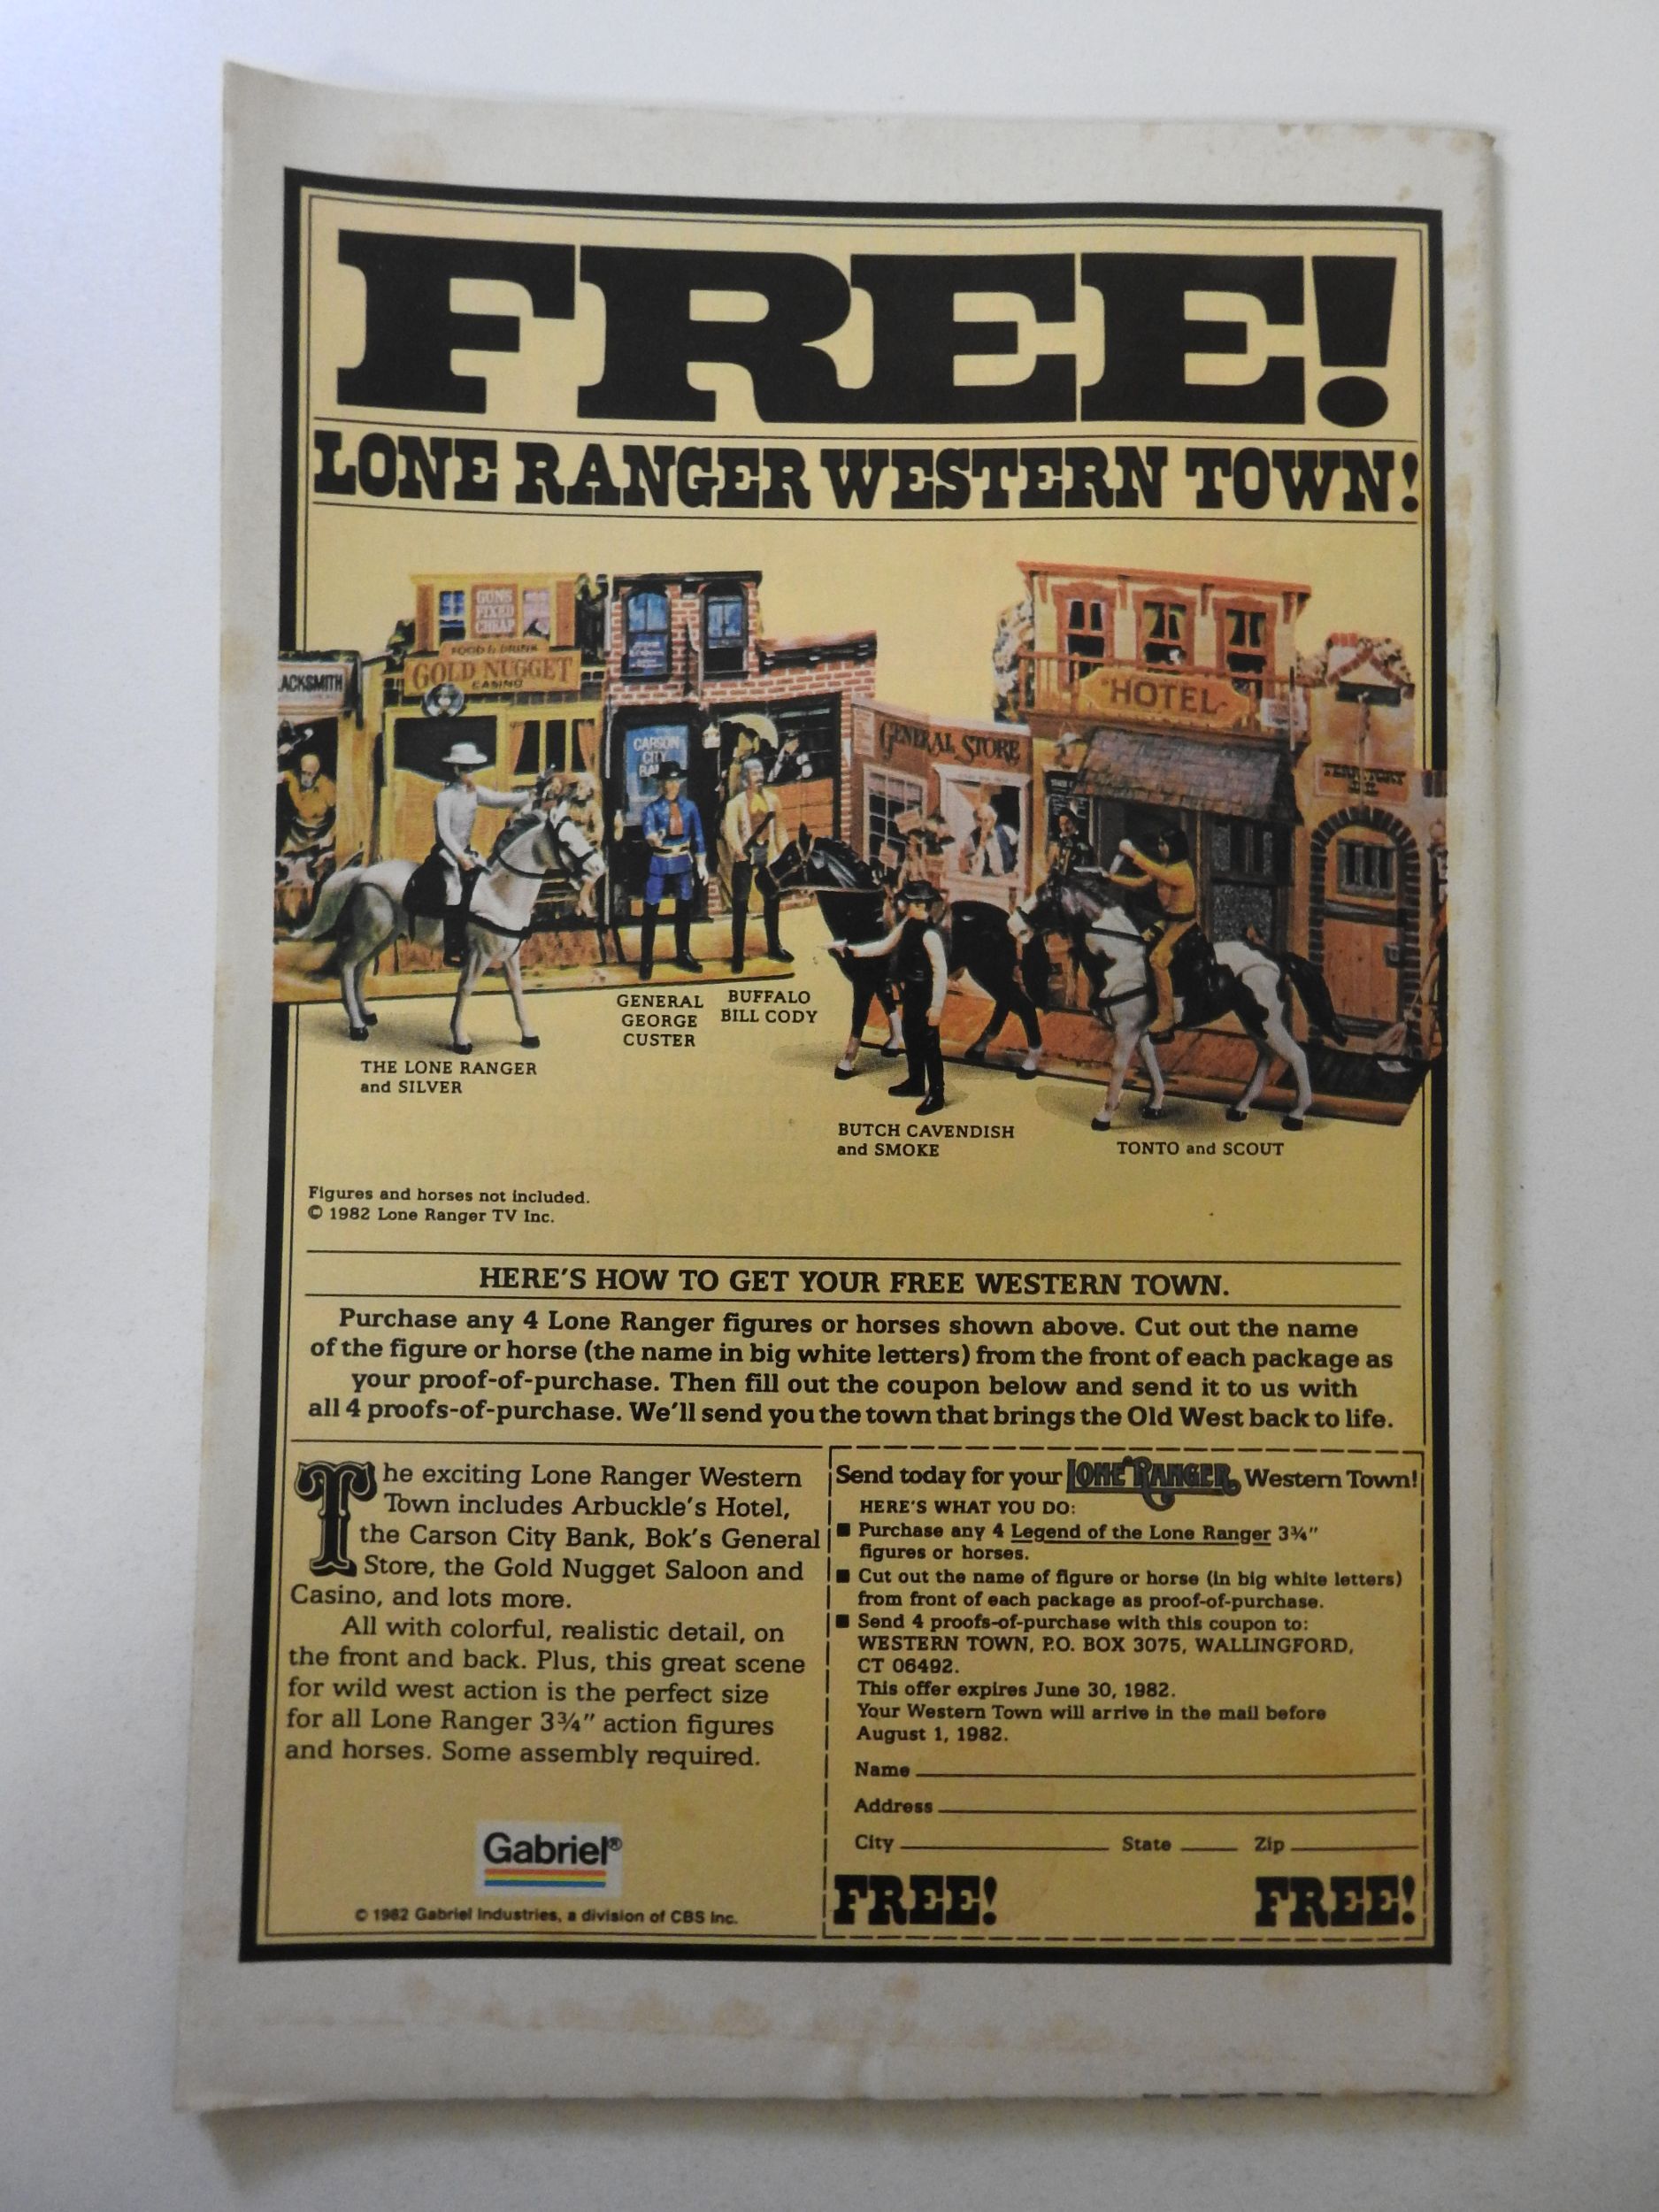 FREE!
LONE RANGER WESTERN TOWN!
GUNS
FIXED
CHEAP
FOOD & DRINK
GOLD NUGGET
CASINO
ACKSMITH
CARSON
CITY
BANK
GENERAL STORE
HOTEL
GENERAL
GEORGE
CUSTER
BUFFALO
BILL CODY
THE LONE RANGER
and SILVER
BUTCH CAVENDISH
and SMOKE
TONTO and SCOUT
Figures and horses not included.
© 1982 Lone Ranger TV Inc.
HERE'S HOW TO GET YOUR FREE WESTERN TOWN.
Purchase any 4 Lone Ranger figures or horses shown above. Cut out the name
of the figure or horse (the name in big white letters) from the front of each package as
your proof-of-purchase. Then fill out the coupon below and send it to us with
all 4 proofs-of-purchase. We'll send you the town that brings the Old West back to life.
The exciting Lone Ranger Western
Town includes Arbuckle's Hotel,
the Carson City Bank, Bok's General
Store, the Gold Nugget Saloon and
Casino, and lots more.
All with colorful, realistic detail, on
the front and back. Plus, this great scene
for wild west action is the perfect size
for all Lone Ranger 3¾" action figures
and horses. Some assembly required.
Gabriel®
© 1982 Gabriel Industries, a division of CBS Inc.
Send today for your LONE RANGER Western Town!
HERE'S WHAT YOU DO:
■ Purchase any 4 Legend of the Lone Ranger 3¾"
figures or horses.
■ Cut out the name of figure or horse (in big white letters)
from front of each package as proof-of-purchase.
■ Send 4 proofs-of-purchase with this coupon to:
WESTERN TOWN, P.O. BOX 3075, WALLINGFORD,
CT 06492.
This offer expires June 30, 1982.
Your Western Town will arrive in the mail before
August 1, 1982.
Name
Address
City State Zip
FREE! FREE!